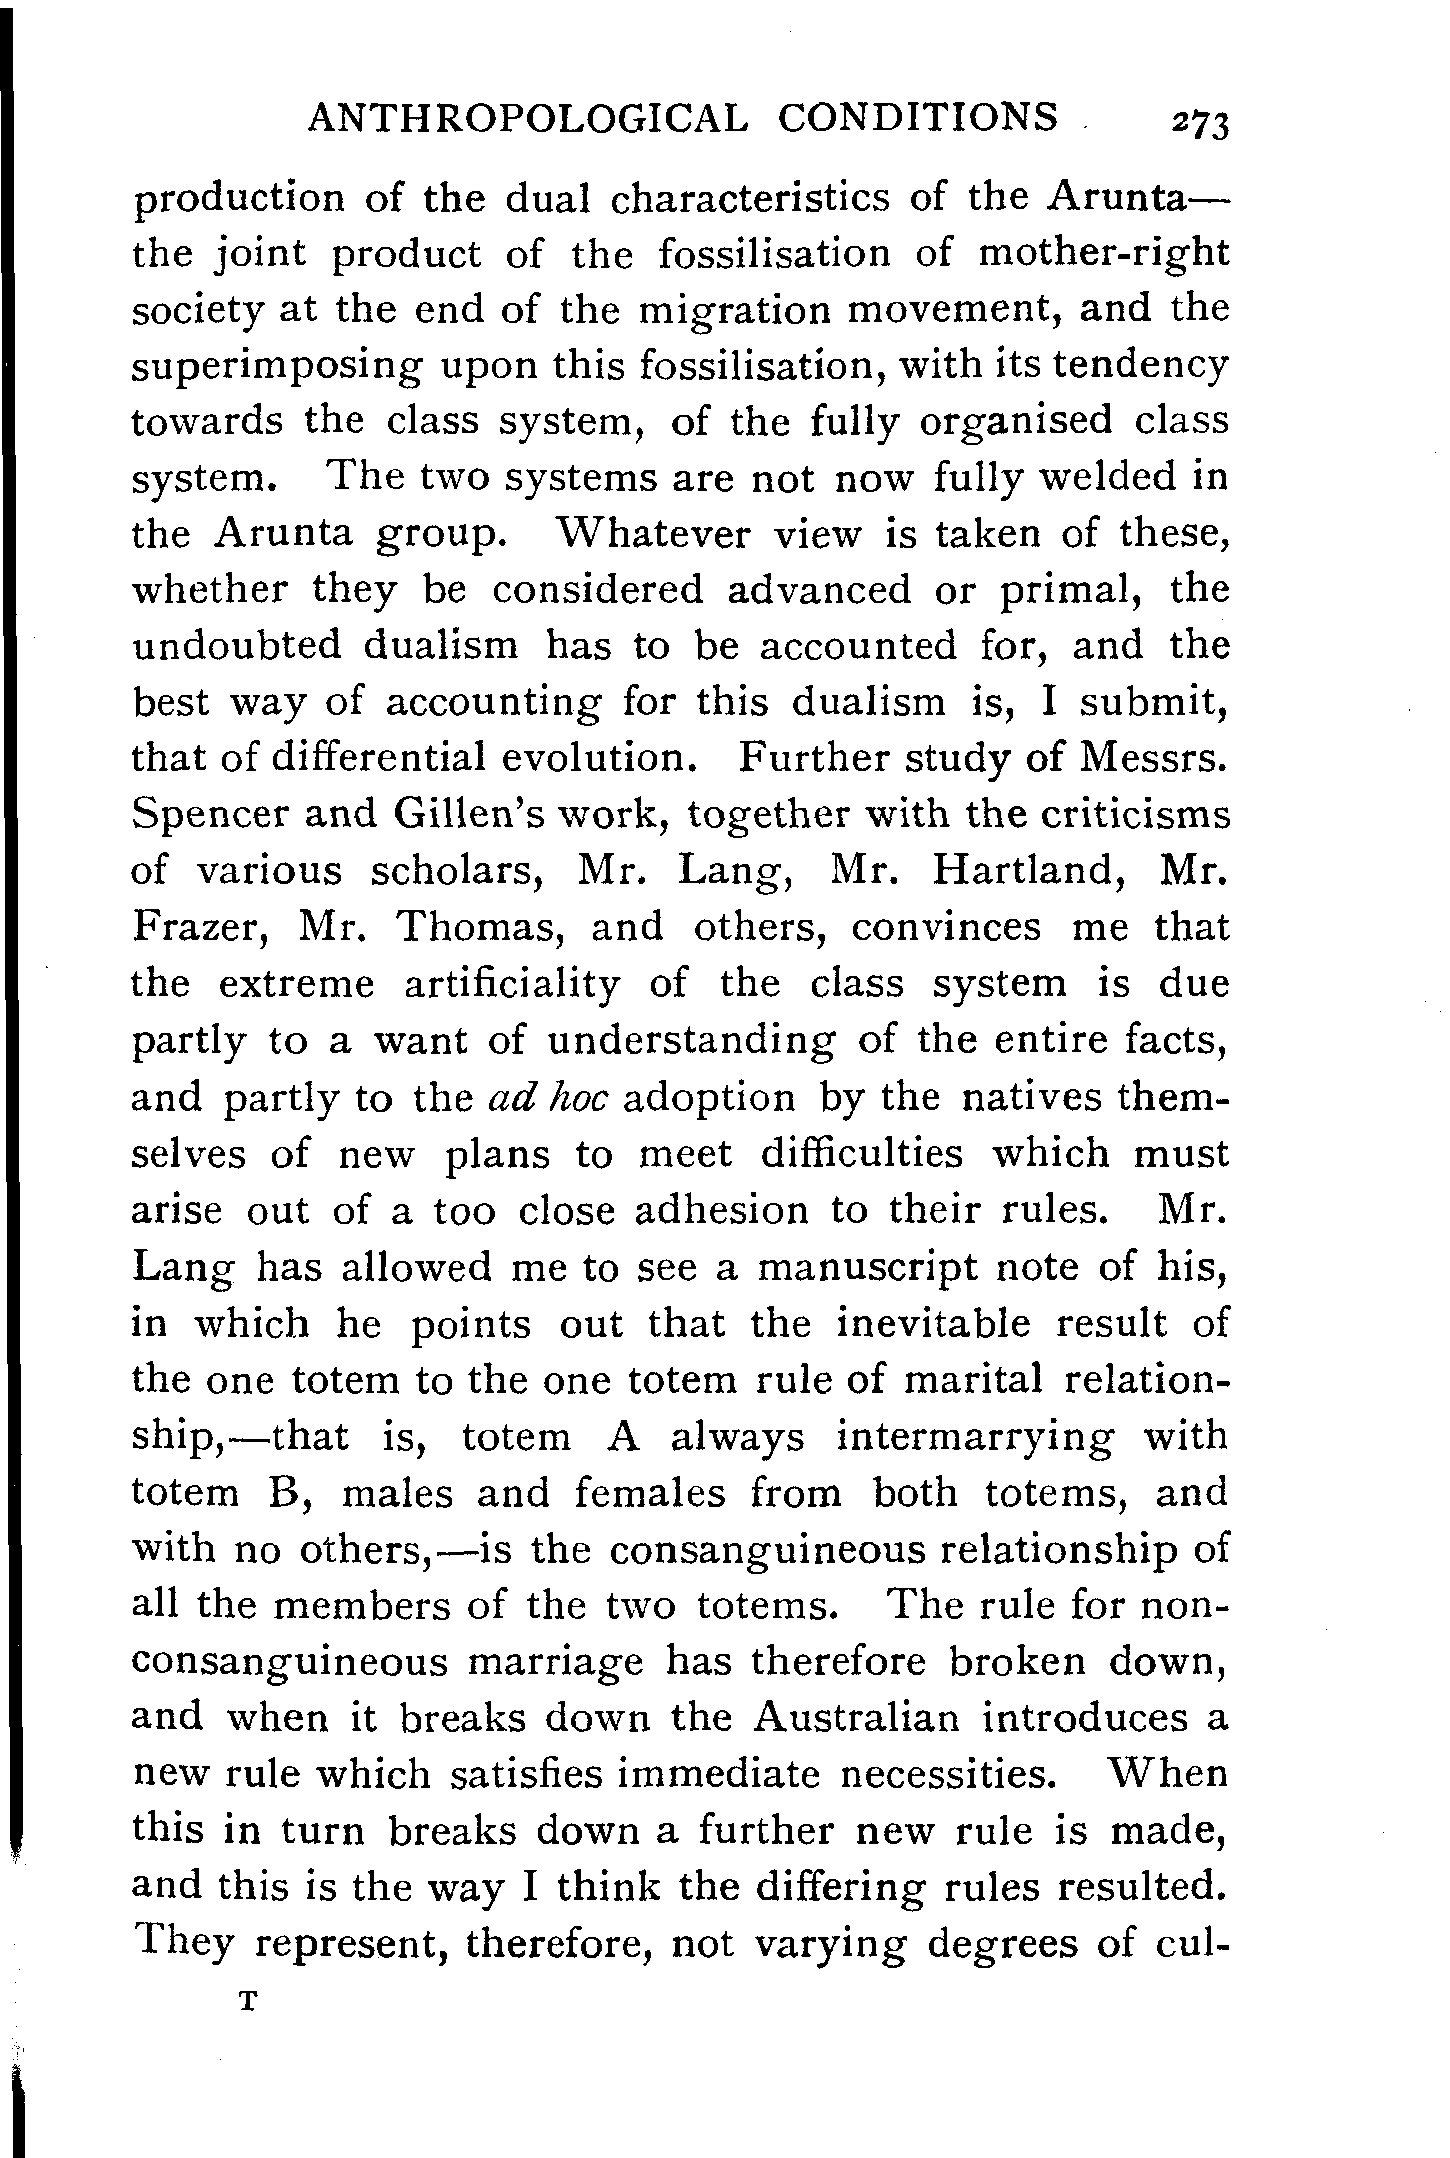 ANTHROPOLOGICAL CONDITIONS 273
production of the dual characteristics of the Arunta—
the joint product of the fossilisation of mother-right
society at the end of the migration movement, and the
superimposing upon this fossilisation, with its tendency
towards the class system, of the fully organised class
system. The two systems are not now fully welded in
the Arunta group. Whatever view is taken of these,
whether they be considered advanced or primal, the
undoubted dualism has to be accounted for, and the
best way of accounting for this dualism is, I submit,
that of differential evolution. Further study of Messrs.
Spencer and Gillen's work, together with the criticisms
of various scholars, Mr. Lang, Mr. Hartland, Mr.
Frazer, Mr. Thomas, and others, convinces me that
the extreme artificiality of the class system is due
partly to a want of understanding of the entire facts,
and partly to the ad hoc adoption by the natives them-
selves of new plans to meet difficulties which must
arise out of a too close adhesion to their rules. Mr.
Lang has allowed me to see a manuscript note of his,
in which he points out that the inevitable result of
the one totem to the one totem rule of marital relation-
ship,—that is, totem A always intermarrying with
totem B, males and females from both totems, and
with no others,—is the consanguineous relationship of
all the members of the two totems. The rule for non-
consanguineous marriage has therefore broken down,
and when it breaks down the Australian introduces a
new rule which satisfies immediate necessities. When
this in turn breaks down a further new rule is made,
and this is the way I think the differing rules resulted.
They represent, therefore, not varying degrees of cul-
T